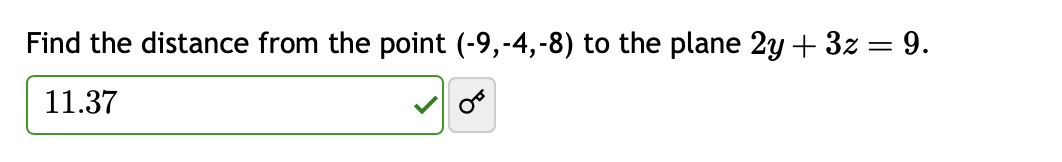 Find the distance from the point (-9,-4,-8) to the plane 2y + 3z = 9.
11.37